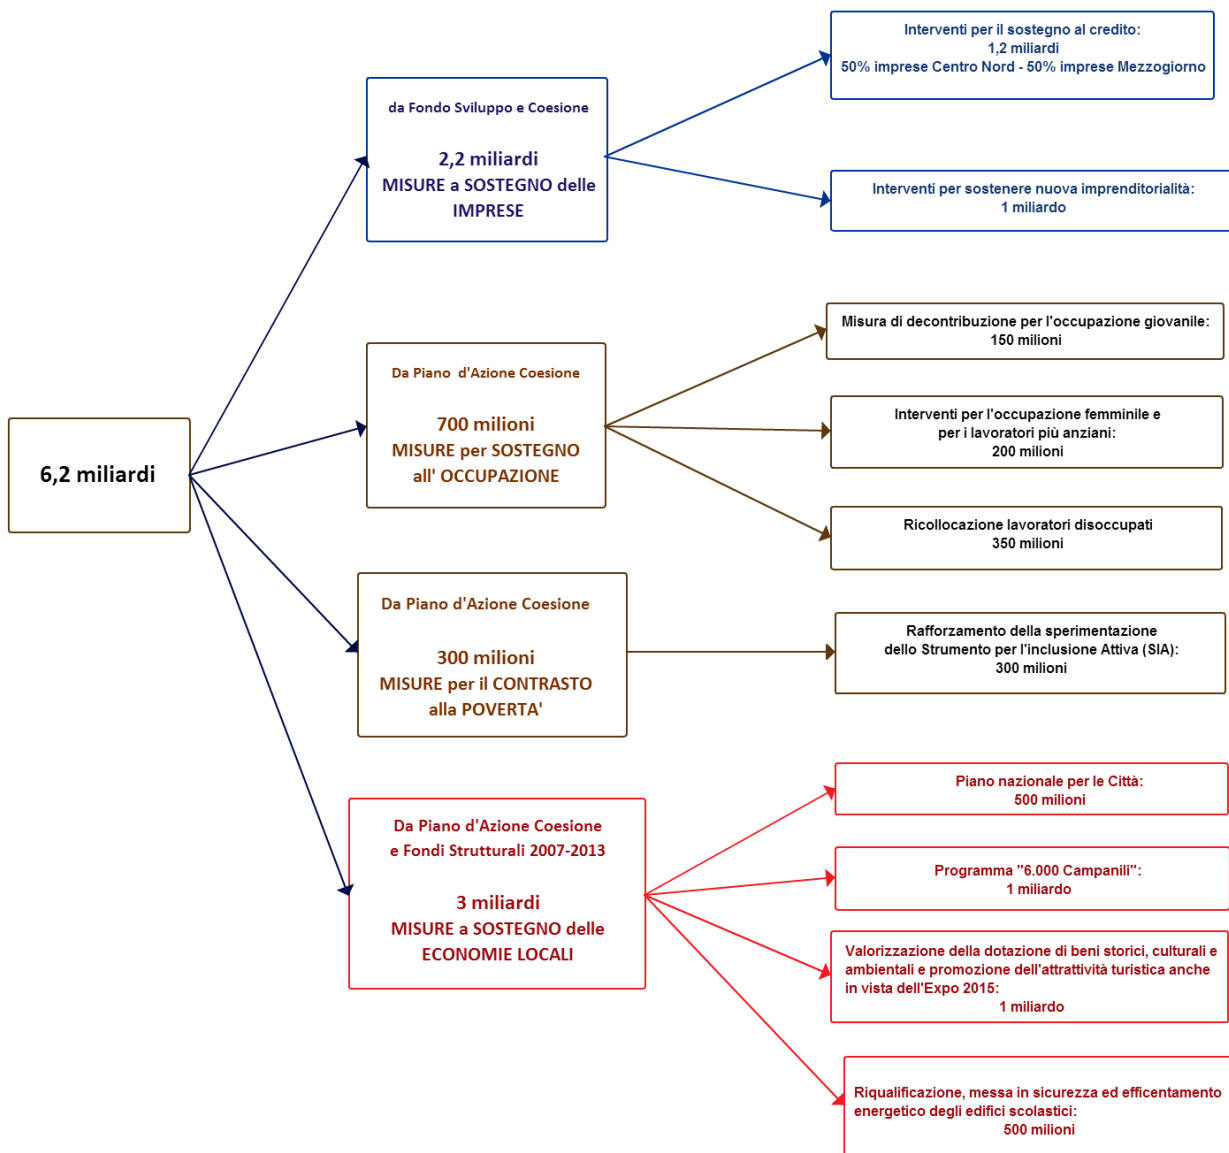 6,2 miliardi
da Fondo Sviluppo e Coesione
2,2 miliardi
MISURE a SOSTEGNO delle
IMPRESE
Interventi per il sostegno al credito:
1,2 miliardi
50% imprese Centro Nord - 50% imprese Mezzogiorno
Interventi per sostenere nuova imprenditorialità:
1 miliardo
Da Piano d'Azione Coesione
700 milioni
MISURE per SOSTEGNO
all' OCCUPAZIONE
Misura di decontribuzione per l'occupazione giovanile:
150 milioni
Interventi per l'occupazione femminile e
per i lavoratori più anziani:
200 milioni
Ricollocazione lavoratori disoccupati
350 milioni
Da Piano d'Azione Coesione
300 milioni
MISURE per il CONTRASTO
alla POVERTA'
Rafforzamento della sperimentazione
dello Strumento per l'inclusione Attiva (SIA):
300 milioni
Da Piano d'Azione Coesione
e Fondi Strutturali 2007-2013
3 miliardi
MISURE a SOSTEGNO delle
ECONOMIE LOCALI
Piano nazionale per le Città:
500 milioni
Programma "6.000 Campanili":
1 miliardo
Valorizzazione della dotazione di beni storici, culturali e
ambientali e promozione dell'attrattività turistica anche
in vista dell'Expo 2015:
1 miliardo
Riqualificazione, messa in sicurezza ed efficentamento
energetico degli edifici scolastici:
500 milioni